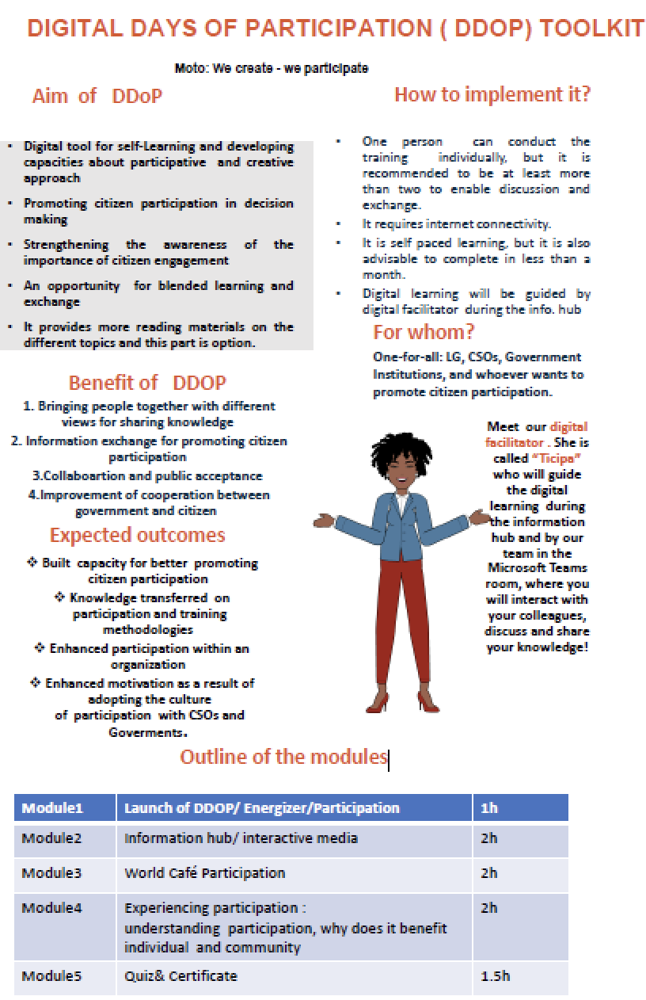 DIGITAL DAYS OF PARTICIPATION ( DDOP) TOOLKIT
Moto: We create - we participate
Aim of DDoP
• Digital tool for self-Learning and developing
capacities about participative and creative
approach
• Promoting citizen participation in decision
making
• Strengthening the awareness of the
importance of citizen engagement
• An opportunity for blended learning and
exchange
• It provides more reading materials on the
different topics and this part is option.
Benefit of DDOP
1. Bringing people together with different
views for sharing knowledge
2. Information exchange for promoting citizen
participation
3.Collaboartion and public acceptance
4.Improvement of cooperation between
government and citizen
Expected outcomes
❖ Built capacity for better promoting
citizen participation
❖ Knowledge transferred on
participation and training
methodologies
❖ Enhanced participation within an
organization
❖ Enhanced motivation as a result of
adopting the culture
of participation with CSOs and
Goverments.
How to implement it?
• One person can conduct the
training individually, but it is
recommended to be at least more
than two to enable discussion and
exchange.
• It requires internet connectivity.
• It is self paced learning, but it is also
advisable to complete in less than a
month.
• Digital learning will be guided by
digital facilitator during the info. hub
For whom?
One-for-all: LG, CSOs, Government
Institutions, and whoever wants to
promote citizen participation.
Meet our digital
facilitator . She is
called "Ticipa"
who will guide
the digital
learning during
the information
hub and by our
team in the
Microsoft Teams
room, where you
will interact with
your colleagues,
discuss and share
your knowledge!
Outline of the modules
Module1 Launch of DDOP/ Energizer/Participation 1h
Module2 Information hub/ interactive media 2h
Module3 World Café Participation 2h
Module4 Experiencing participation : 2h
understanding participation, why does it benefit
individual and community
Module5 Quiz& Certificate 1.5h